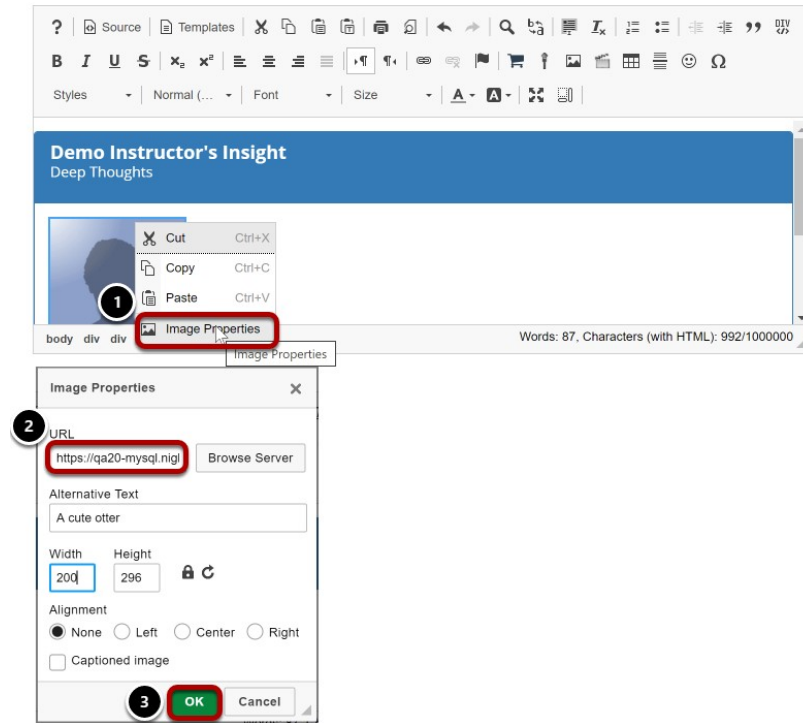 ? Source Templates
B I U S x₂ x²
Styles Normal (... Font Size A A
Demo Instructor's Insight
Deep Thoughts
Cut Ctrl+X
Copy Ctrl+C
Paste Ctrl+V
1
Image Properties
Image Properties
body div div
Words: 87, Characters (with HTML): 992/1000000
Image Properties
2
URL
https://qa20-mysql.nigl
Browse Server
Alternative Text
A cute otter
Width Height
200 296
Alignment
None Left Center Right
Captioned image
3
OK Cancel